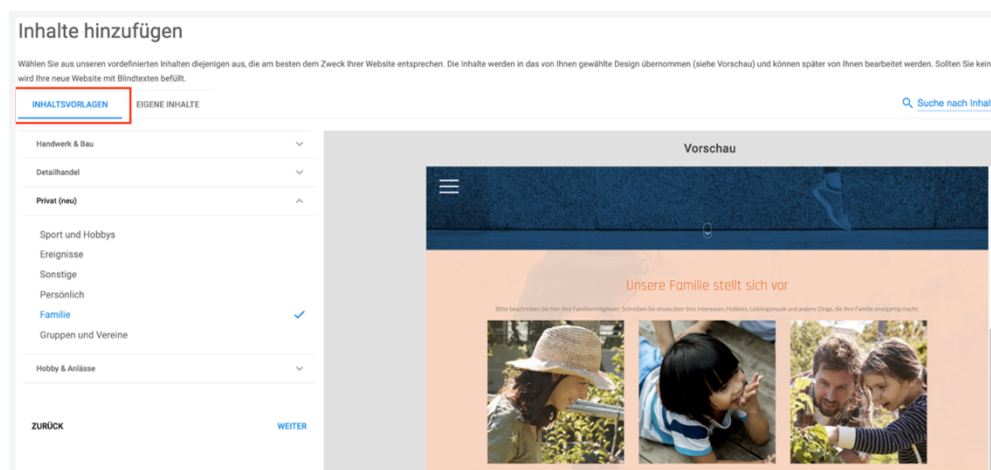 Inhalte hinzufügen
Wählen Sie aus unseren vordefinierten Inhalten diejenigen aus, die am besten dem Zweck Ihrer Website entsprechen. Die Inhalte werden in das von Ihnen gewählte Design übernommen (siehe Vorschau) und können später von Ihnen bearbeitet werden. Sollten Sie kein
wird Ihre neue Website mit Blindtexten befüllt.
INHALTSVORLAGEN EIGENE INHALTE
Suche nach Inhal
Handwerk & Bau
Detailhandel
Privat (neu)
Sport und Hobbys
Ereignisse
Sonstige
Persönlich
Familie
Gruppen und Vereine
Hobby & Anlässe
ZURÜCK WEITER
Vorschau
Unsere Familie stellt sich vor
Bitte beschreiben Sie hier Ihre Familienmitglieder. Schreiben Sie etwas über Ihre Interessen, Hobbies, Lieblingsmusik und andere Dinge, die Ihre Familie einzigartig macht.